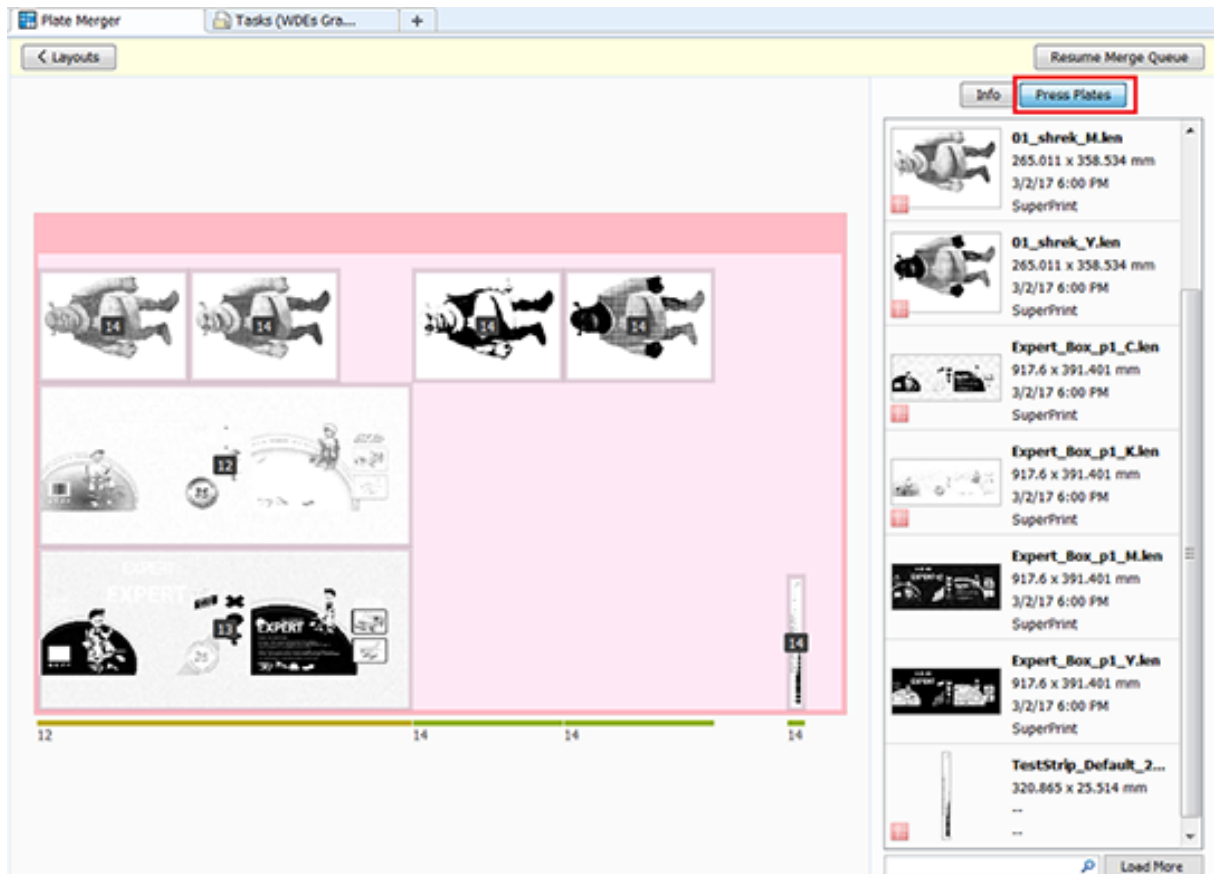 Plate Merger
Tasks (WDEs Gra...
+
< Layouts
Resume Merge Queue
Info
Press Plates
01_shrek_M.len
265.011 x 358.534 mm
3/2/17 6:00 PM
SuperPrint
01_shrek_Y.len
265.011 x 358.534 mm
3/2/17 6:00 PM
SuperPrint
Expert_Box_p1_C.len
917.6 x 391.401 mm
3/2/17 6:00 PM
SuperPrint
Expert_Box_p1_K.len
917.6 x 391.401 mm
3/2/17 6:00 PM
SuperPrint
Expert_Box_p1_M.len
917.6 x 391.401 mm
3/2/17 6:00 PM
SuperPrint
Expert_Box_p1_Y.len
917.6 x 391.401 mm
3/2/17 6:00 PM
SuperPrint
TestStrip_Default_2...
320.865 x 25.514 mm
--
--
Load More
14
14
14
14
12
EXPERT
EXPERT
13
EXPERT
14
12
14
14
14